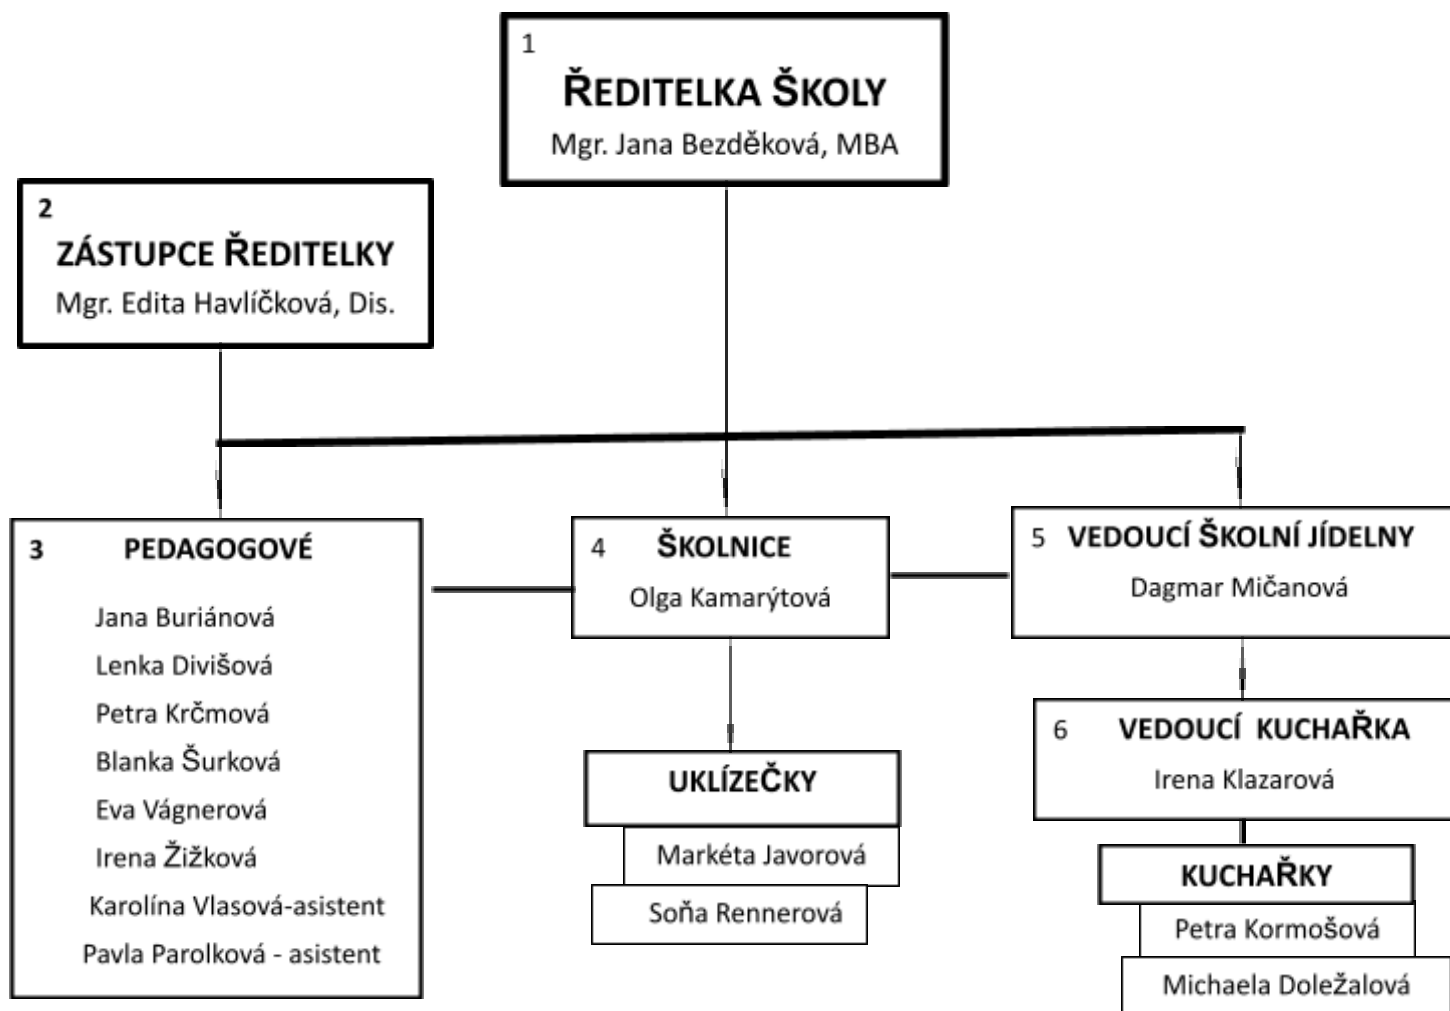 1
ŘEDITELKA ŠKOLY
Mgr. Jana Bezděková, MBA
2
ZÁSTUPCE ŘEDITELKY
Mgr. Edita Havlíčková, Dis.
3 PEDAGOGOVÉ
Jana Buriánová
Lenka Divišová
Petra Krčmová
Blanka Šurková
Eva Vágnerová
Irena Žižková
Karolína Vlasová-asistent
Pavla Parolková - asistent
4 ŠKOLNICE
Olga Kamarýtová
UKLÍZEČKY
Markéta Javorová
Soňa Rennerová
5 VEDOUCÍ ŠKOLNÍ JÍDELNY
Dagmar Mičanová
6 VEDOUCÍ KUCHAŘKA
Irena Klazarová
KUCHAŘKY
Petra Kormošová
Michaela Doležalová